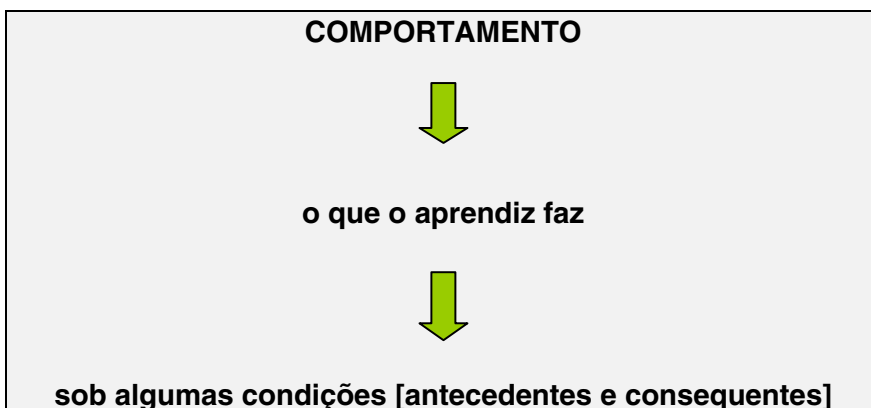 COMPORTAMENTO
o que o aprendiz faz
sob algumas condições [antecedentes e consequentes]